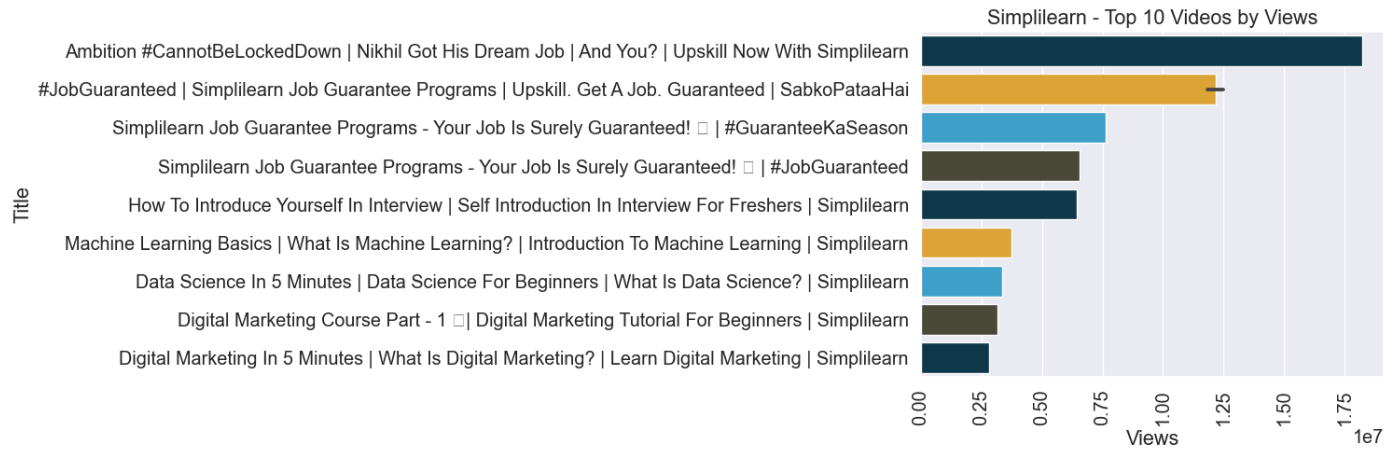 Simplilearn - Top 10 Videos by Views
Title
Ambition #CannotBeLockedDown | Nikhil Got His Dream Job | And You? | Upskill Now With Simplilearn
#JobGuaranteed | Simplilearn Job Guarantee Programs | Upskill. Get A Job. Guaranteed | SabkoPataaHai
Simplilearn Job Guarantee Programs - Your Job Is Surely Guaranteed! ▯ | #GuaranteeKaSeason
Simplilearn Job Guarantee Programs - Your Job Is Surely Guaranteed! ▯ | #JobGuaranteed
How To Introduce Yourself In Interview | Self Introduction In Interview For Freshers | Simplilearn
Machine Learning Basics | What Is Machine Learning? | Introduction To Machine Learning | Simplilearn
Data Science In 5 Minutes | Data Science For Beginners | What Is Data Science? | Simplilearn
Digital Marketing Course Part - 1 ▯| Digital Marketing Tutorial For Beginners | Simplilearn
Digital Marketing In 5 Minutes | What Is Digital Marketing? | Learn Digital Marketing | Simplilearn
0.00 0.25 0.50 0.75 1.00 1.25 1.50 1.75
Views
1e7